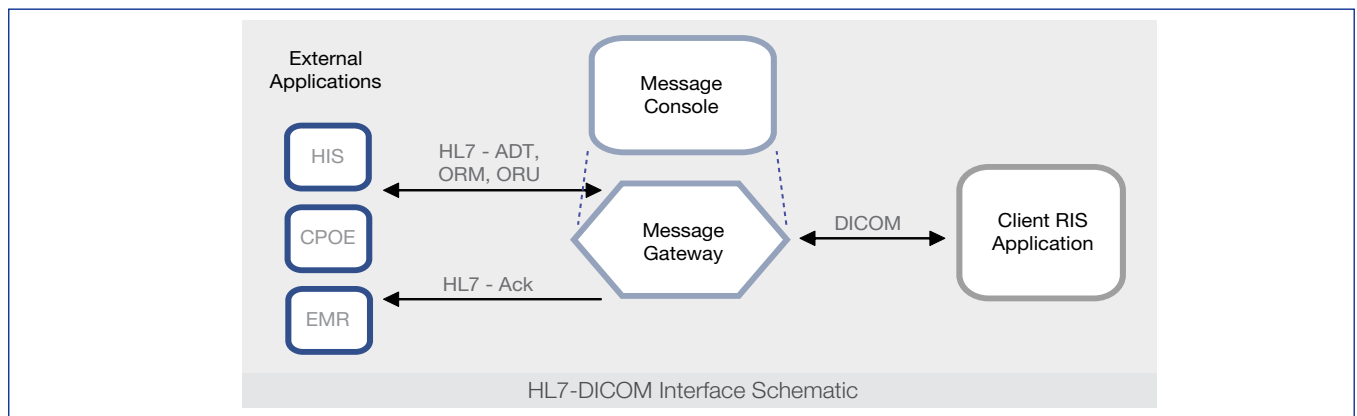 External
Applications
HIS
CPOE
EMR
HL7 - ADT,
ORM, ORU
HL7 - Ack
Message
Console
Message
Gateway
DICOM
Client RIS
Application
HL7-DICOM Interface Schematic